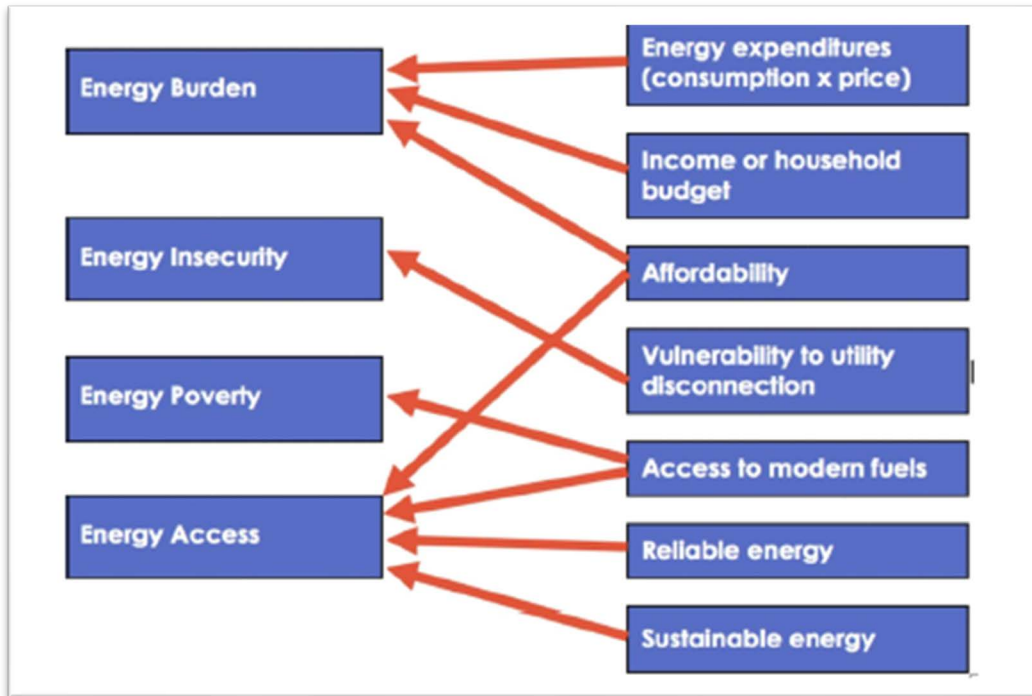 Energy Burden
Energy Insecurity
Energy Poverty
Energy Access
Energy expenditures
(consumption x price)
Income or household
budget
Affordability
Vulnerability to utility
disconnection
Access to modern fuels
Reliable energy
Sustainable energy